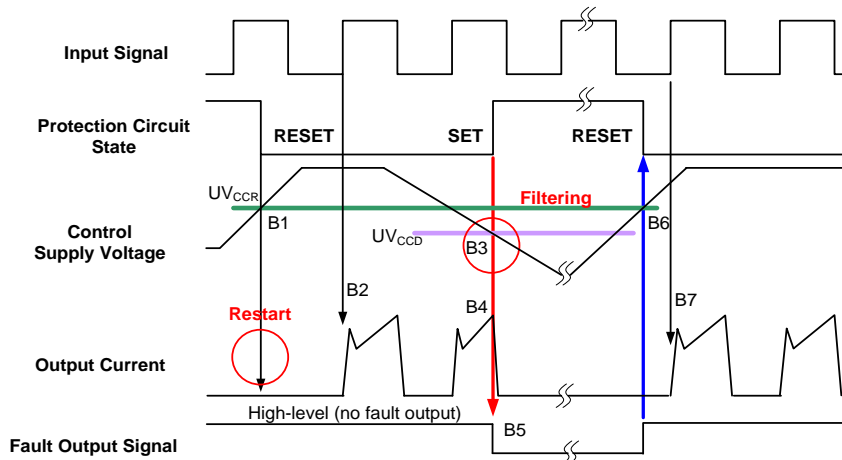 Input Signal
Protection Circuit
State
RESET
SET
RESET
UVCCR
Filtering
B1
B6
Control
Supply Voltage
UVCCD
B3
B2
B4
B7
Restart
Output Current
High-level (no fault output)
B5
Fault Output Signal